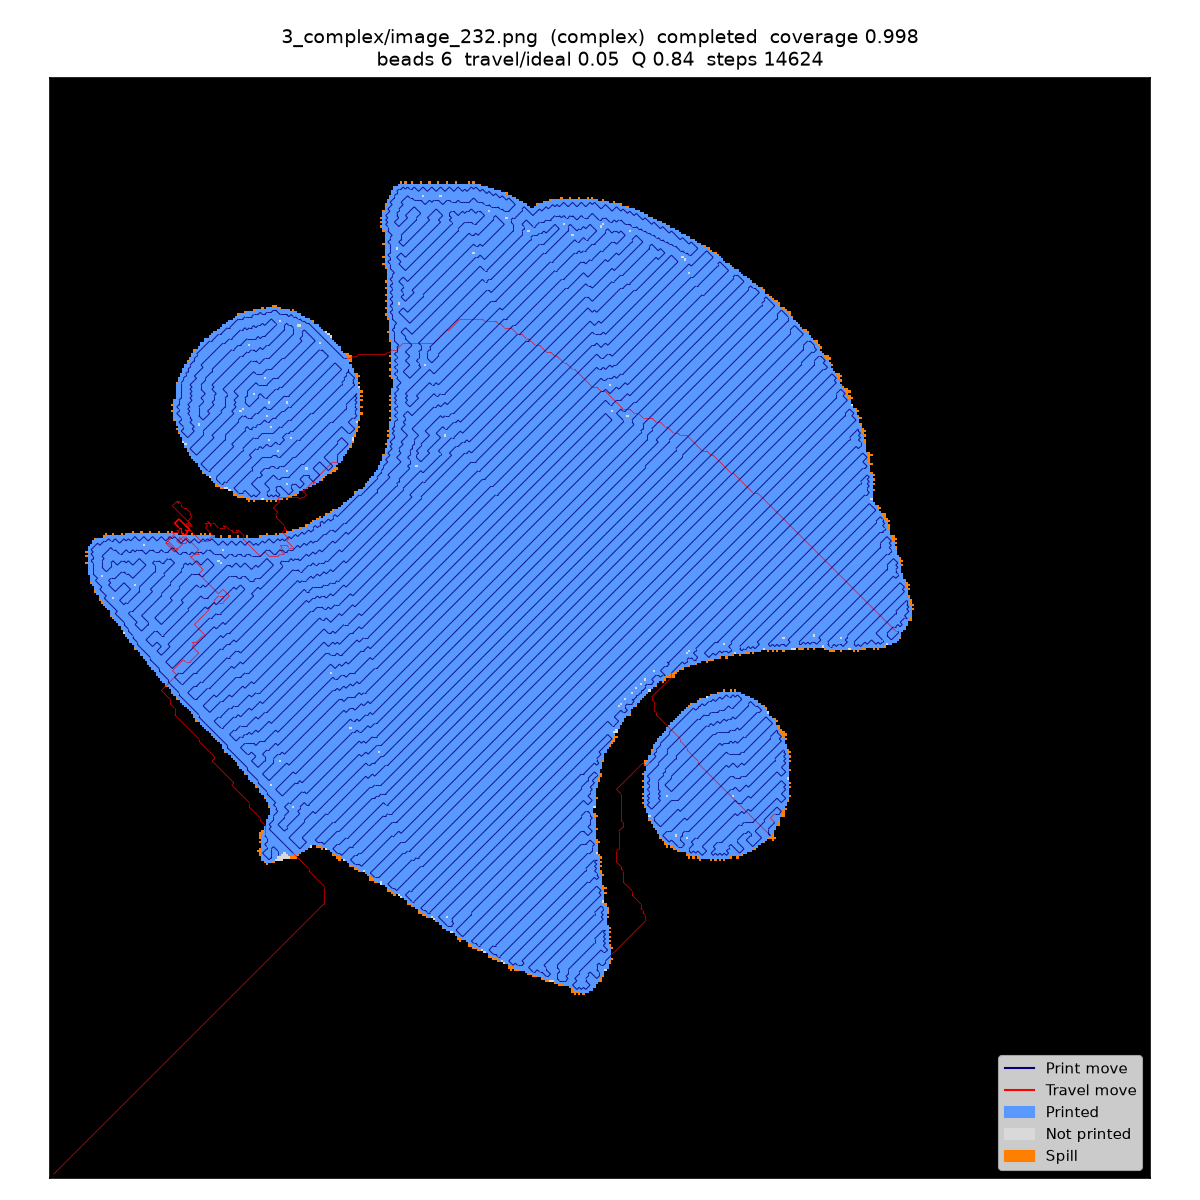 3_complex/image_232.png  (complex)  completed  coverage 0.998
beads 6  travel/ideal 0.05  Q 0.84  steps 14624
Print move
Travel move
Printed
Not printed
Spill